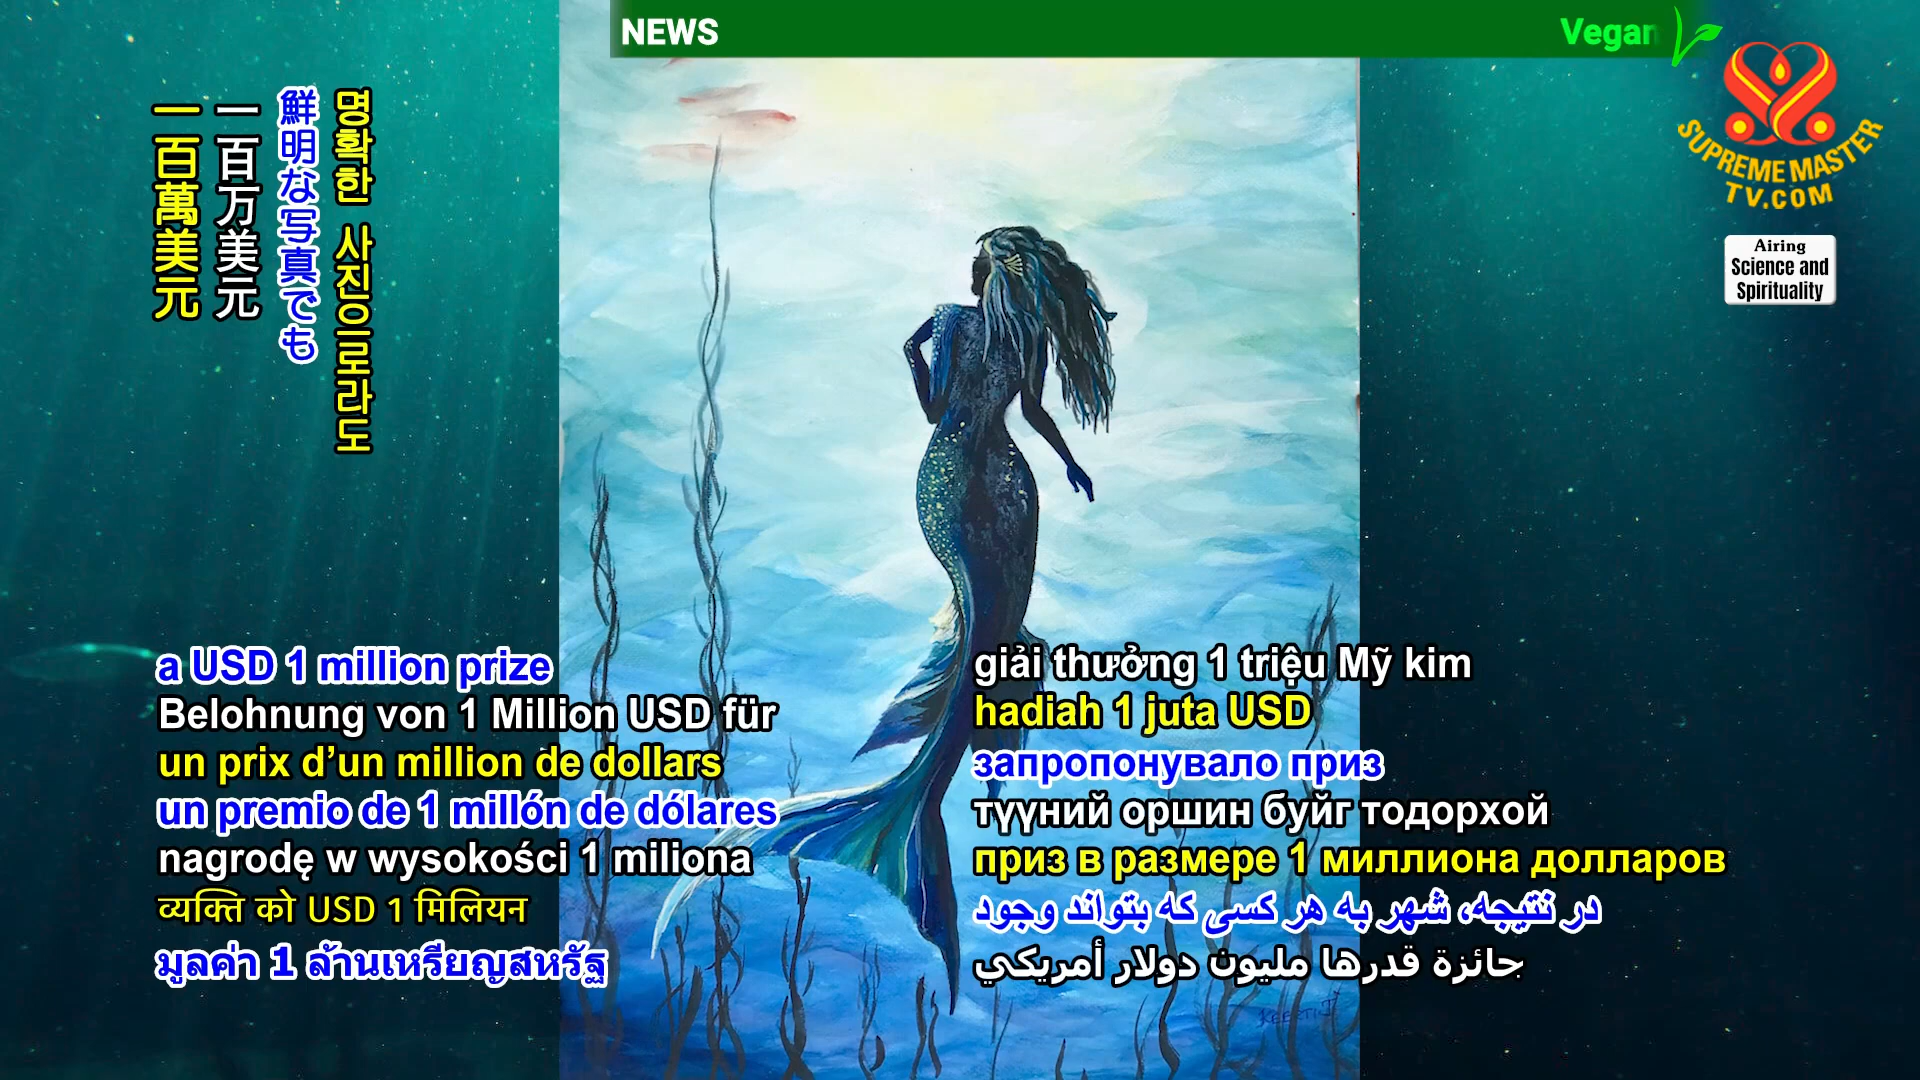 NEWS
Vegan
SUPREME MASTER
TV.COM
Airing
Science and
Spirituality
명확한 사진으로라도
鮮明な写真でも
一百万美元
一百萬美元
a USD 1 million prize
Belohnung von 1 Million USD für
un prix d’un million de dollars
un premio de 1 millón de dólares
nagrodę w wysokości 1 miliona
व्यक्ति को USD 1 मिलियन
มูลค่า 1 ล้านเหรียญสหรัฐ
giải thưởng 1 triệu Mỹ kim
hadiah 1 juta USD
запропонувало приз
түүний оршин буйг тодорхой
приз в размере 1 миллиона долларов
در نتیجه، شهر به هر کسی که بتواند وجود
جائزة قدرها مليون دولار أمريكي